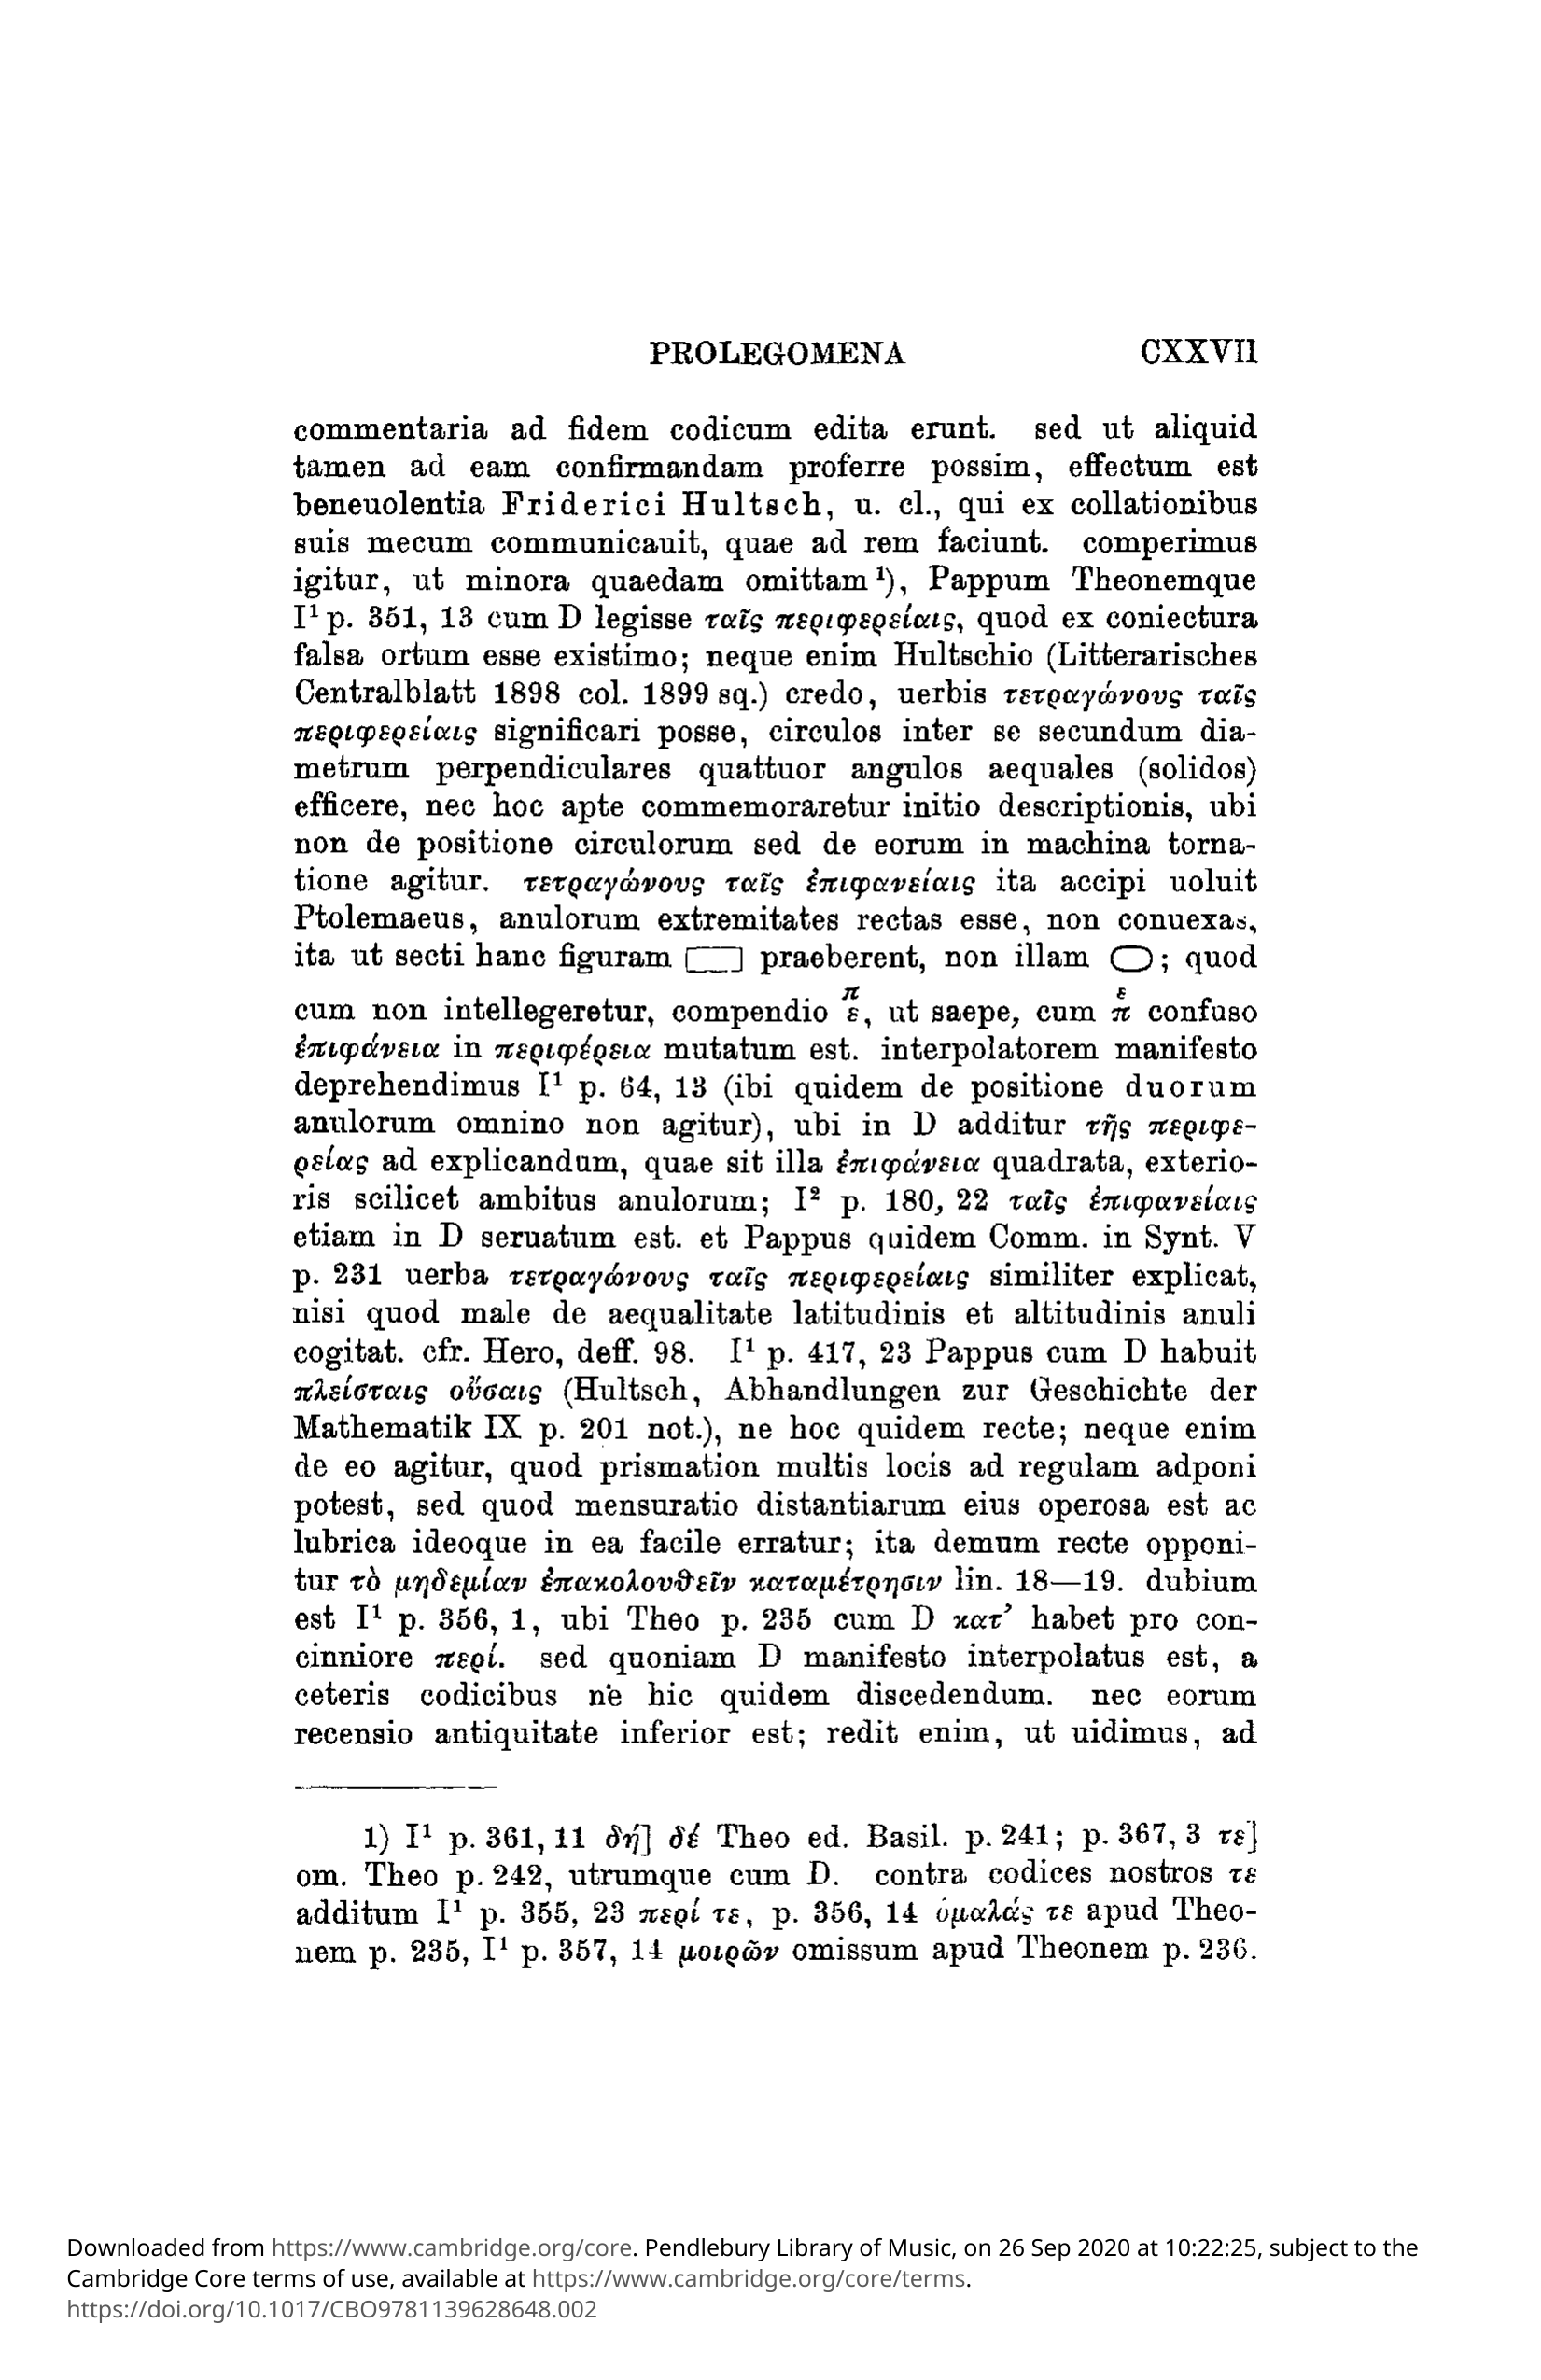 PROLEGOMENA CXXVII
commentaria ad fidem codicum edita erunt. sed ut aliquid
tamen ad eam confirmandam proferre possim, effectum est
beneuolentia Friderici Hultsch, u. cl., qui ex collationibus
suis mecum communicauit, quae ad rem faciunt. comperimus
igitur, ut minora quaedam omittam¹), Pappum Theonemque
I¹ p. 351, 13 cum D legisse ταῖς περιφερείαις, quod ex coniectura
falsa ortum esse existimo; neque enim Hultschio (Litterarisches
Centralblatt 1898 col. 1899 sq.) credo, uerbis τετραγώνους ταῖς
περιφερείαις significari posse, circulos inter se secundum dia-
metrum perpendiculares quattuor angulos aequales (solidos)
efficere, nec hoc apte commemoraretur initio descriptionis, ubi
non de positione circulorum sed de eorum in machina torna-
tione agitur. τετραγώνους ταῖς ἐπιφανείαις ita accipi uoluit
Ptolemaeus, anulorum extremitates rectas esse, non conuexas,
ita ut secti hanc figuram praeberent, non illam ; quod
cum non intellegeretur, compendio ε^π, ut saepe, cum π^ε confuso
ἐπιφάνεια in περιφέρεια mutatum est. interpolatorem manifesto
deprehendimus I¹ p. 64, 13 (ibi quidem de positione duorum
anulorum omnino non agitur), ubi in D additur τῆς περιφε-
ρείας ad explicandum, quae sit illa ἐπιφάνεια quadrata, exterio-
ris scilicet ambitus anulorum; I² p. 180, 22 ταῖς ἐπιφανείαις
etiam in D seruatum est. et Pappus quidem Comm. in Synt. V
p. 231 uerba τετραγώνους ταῖς περιφερείαις similiter explicat,
nisi quod male de aequalitate latitudinis et altitudinis anuli
cogitat. cfr. Hero, deff. 98. I¹ p. 417, 23 Pappus cum D habuit
πλείσταις οὔσαις (Hultsch, Abhandlungen zur Geschichte der
Mathematik IX p. 201 not.), ne hoc quidem recte; neque enim
de eo agitur, quod prismation multis locis ad regulam adponi
potest, sed quod mensuratio distantiarum eius operosa est ac
lubrica ideoque in ea facile erratur; ita demum recte opponi-
tur τὸ μηδεμίαν ἐπακολουθεῖν καταμέτρησιν lin. 18—19. dubium
est I¹ p. 356, 1, ubi Theo p. 235 cum D κατ’ habet pro con-
cinniore περί. sed quoniam D manifesto interpolatus est, a
ceteris codicibus ne hic quidem discedendum. nec eorum
recensio antiquitate inferior est; redit enim, ut uidimus, ad
1) I¹ p. 361, 11 δή] δέ Theo ed. Basil. p. 241; p. 367, 3 τε]
om. Theo p. 242, utrumque cum D. contra codices nostros τε
additum I¹ p. 355, 23 περί τε, p. 356, 14 ὁμαλάς τε apud Theo-
nem p. 235, I¹ p. 357, 14 μοιρῶν omissum apud Theonem p. 236.
Downloaded from https://www.cambridge.org/core. Pendlebury Library of Music, on 26 Sep 2020 at 10:22:25, subject to the
Cambridge Core terms of use, available at https://www.cambridge.org/core/terms.
https://doi.org/10.1017/CBO9781139628648.002